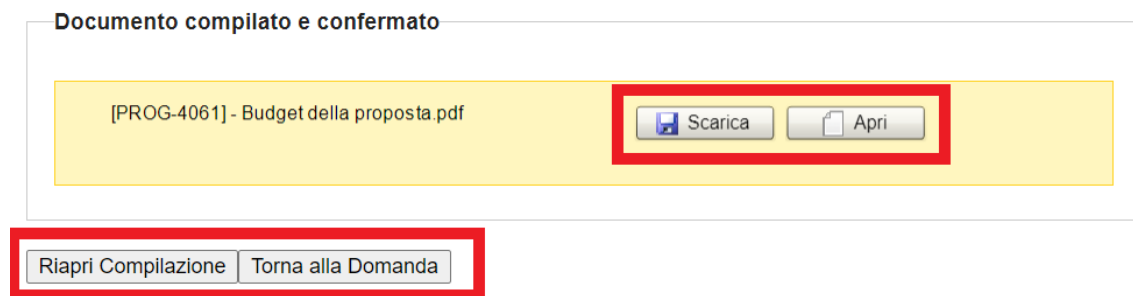 Documento compilato e confermato
[PROG-4061] - Budget della proposta.pdf Scarica Apri
Riapri Compilazione Torna alla Domanda